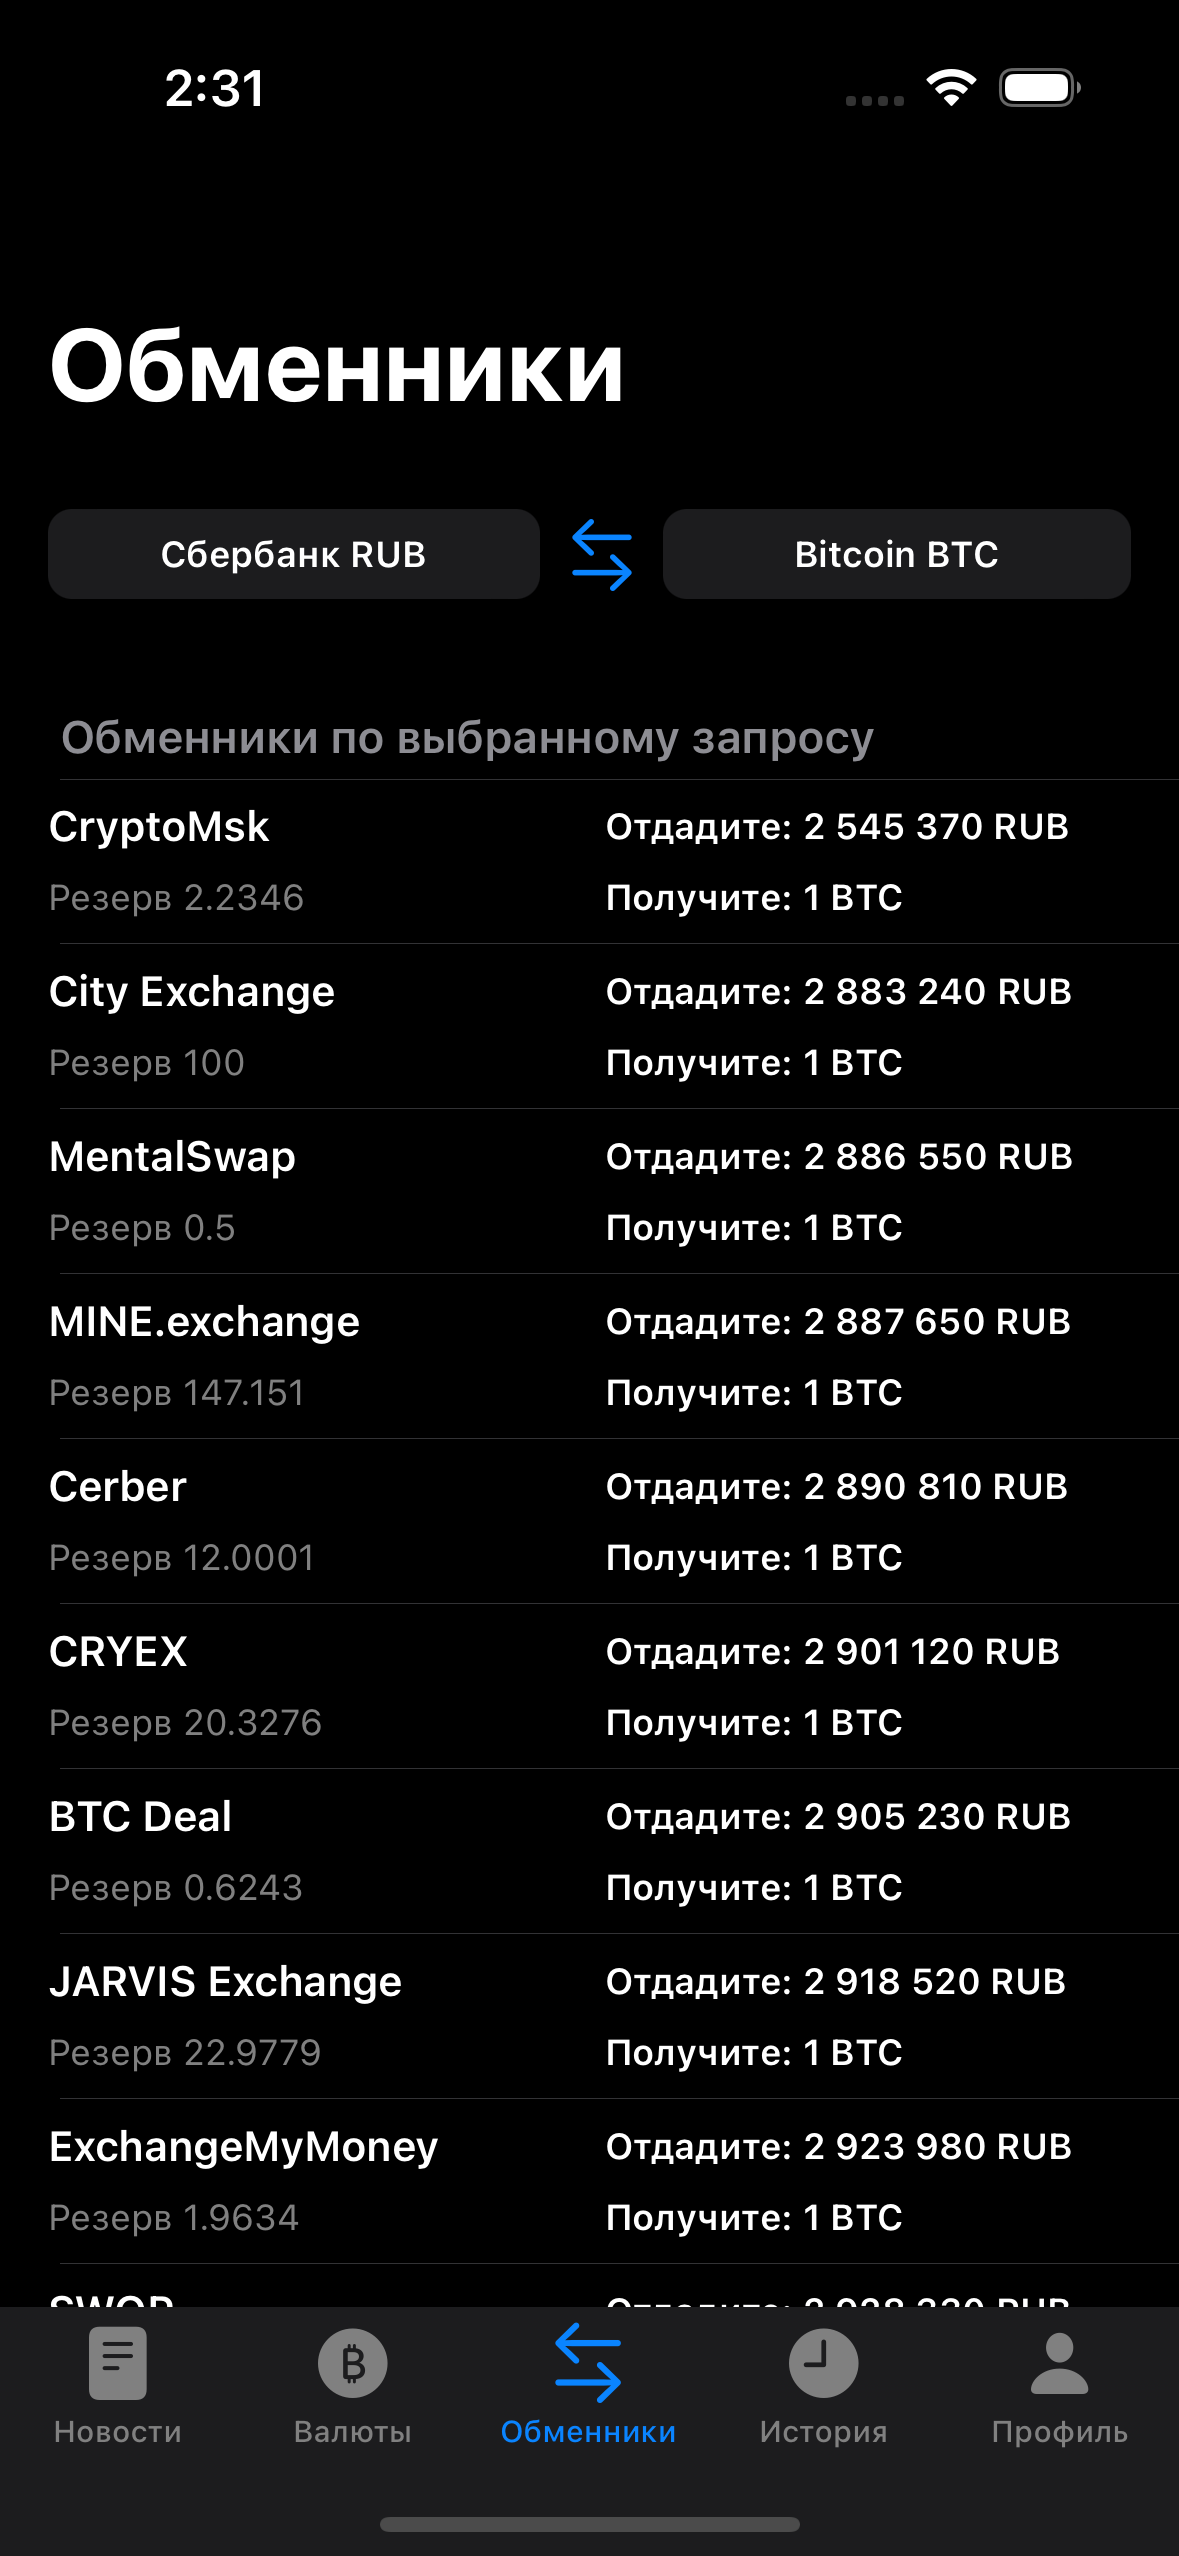 2:31
Обменники
Сбербанк RUB
Bitcoin BTC
Обменники по выбранному запросу
CryptoMsk
Отдадите: 2 545 370 RUB
Резерв 2.2346
Получите: 1 BTC
City Exchange
Отдадите: 2 883 240 RUB
Резерв 100
Получите: 1 BTC
MentalSwap
Отдадите: 2 886 550 RUB
Резерв 0.5
Получите: 1 BTC
MINE.exchange
Отдадите: 2 887 650 RUB
Резерв 147.151
Получите: 1 BTC
Cerber
Отдадите: 2 890 810 RUB
Резерв 12.0001
Получите: 1 BTC
CRYEX
Отдадите: 2 901 120 RUB
Резерв 20.3276
Получите: 1 BTC
BTC Deal
Отдадите: 2 905 230 RUB
Резерв 0.6243
Получите: 1 BTC
JARVIS Exchange
Отдадите: 2 918 520 RUB
Резерв 22.9779
Получите: 1 BTC
ExchangeMyMoney
Отдадите: 2 923 980 RUB
Резерв 1.9634
Получите: 1 BTC
Отдадите: RUB
Новости
Валюты
Обменники
История
Профиль